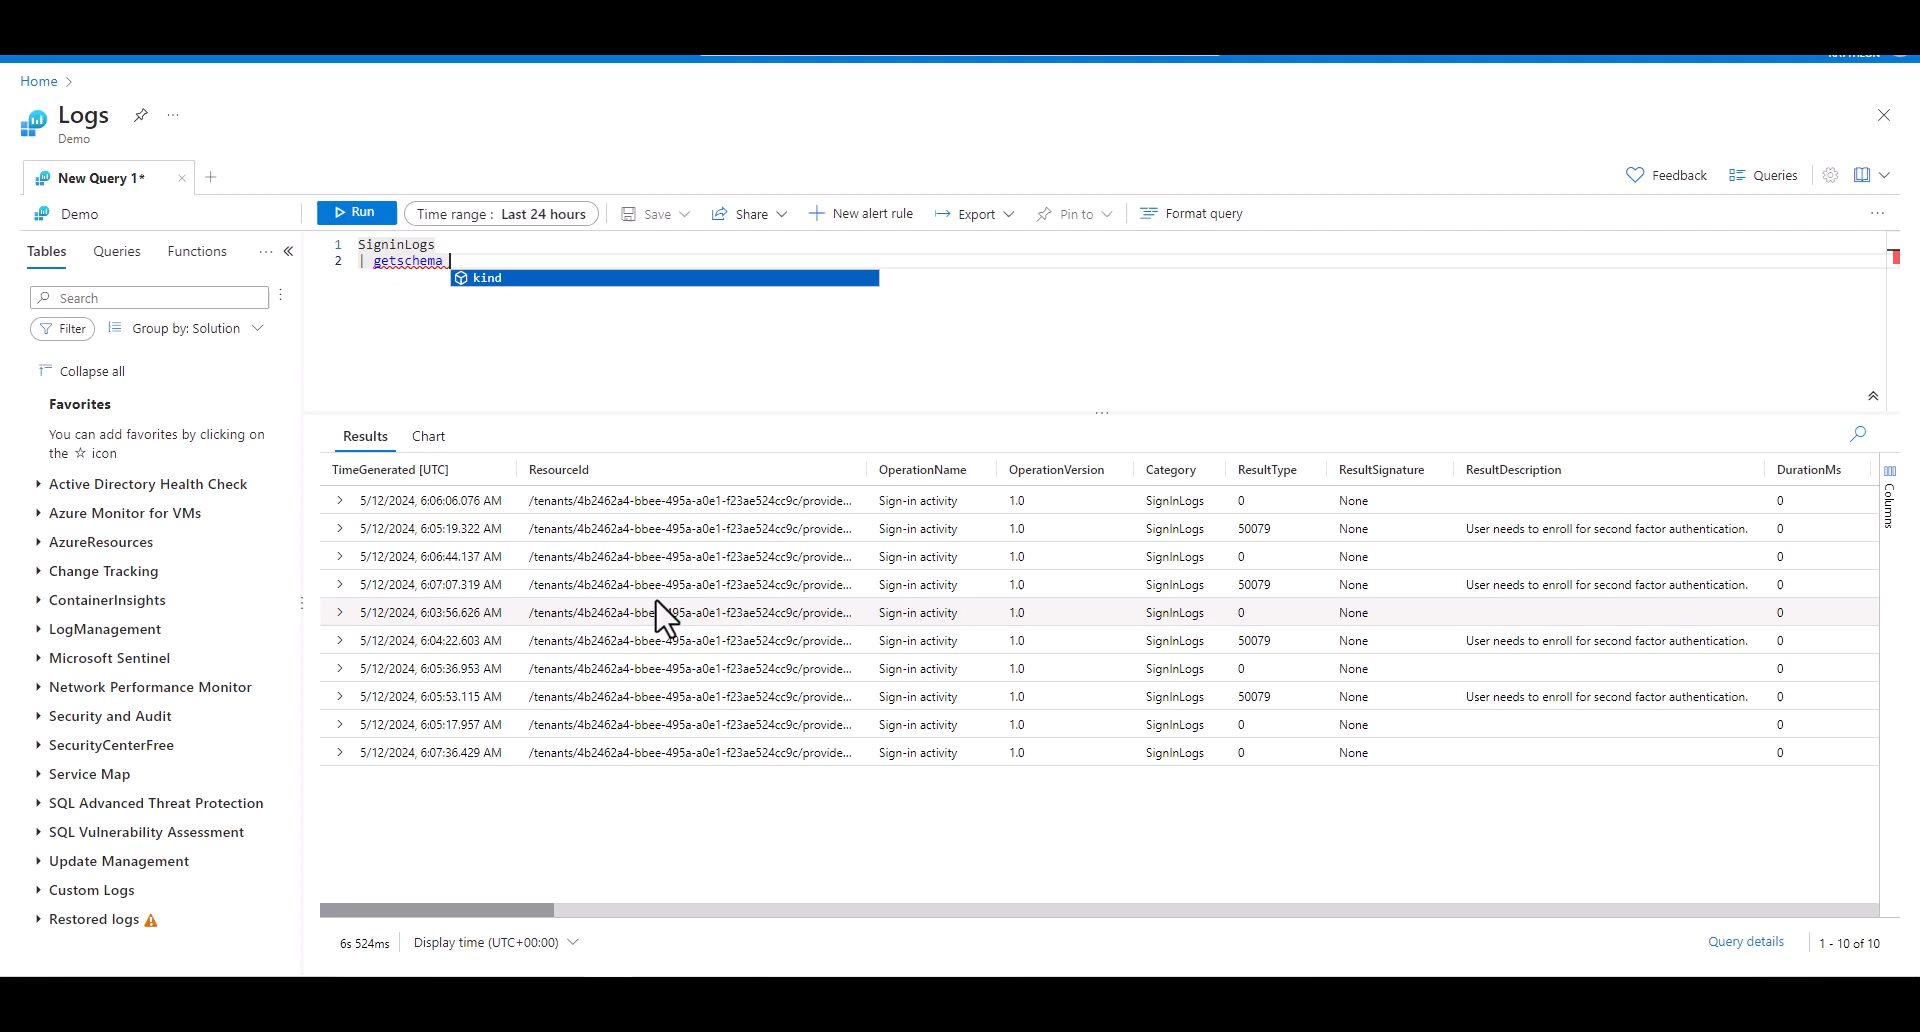 Home >
Logs
Demo
New Query 1*
Feedback
Queries
Demo
Run
Time range : Last 24 hours
Save
Share
New alert rule
Export
Pin to
Format query
Tables
Queries
Functions
1 SigninLogs
2 | getschema
kind
Search
Filter
Group by: Solution
Collapse all
Favorites
You can add favorites by clicking on
the ☆ icon
Active Directory Health Check
Azure Monitor for VMs
AzureResources
Change Tracking
ContainerInsights
LogManagement
Microsoft Sentinel
Network Performance Monitor
Security and Audit
SecurityCenterFree
Service Map
SQL Advanced Threat Protection
SQL Vulnerability Assessment
Update Management
Custom Logs
Restored logs
Results Chart
TimeGenerated [UTC] ResourceId OperationName OperationVersion Category ResultType ResultSignature ResultDescription DurationMs
5/12/2024, 6:06:06.076 AM /tenants/4b2462a4-bbee-495a-a0e1-f23ae524cc9c/provide... Sign-in activity 1.0 SignInLogs 0 None 0
5/12/2024, 6:05:19.322 AM /tenants/4b2462a4-bbee-495a-a0e1-f23ae524cc9c/provide... Sign-in activity 1.0 SignInLogs 50079 None User needs to enroll for second factor authentication. 0
5/12/2024, 6:06:44.137 AM /tenants/4b2462a4-bbee-495a-a0e1-f23ae524cc9c/provide... Sign-in activity 1.0 SignInLogs 0 None 0
5/12/2024, 6:07:07.319 AM /tenants/4b2462a4-bbee-495a-a0e1-f23ae524cc9c/provide... Sign-in activity 1.0 SignInLogs 50079 None User needs to enroll for second factor authentication. 0
5/12/2024, 6:03:56.626 AM /tenants/4b2462a4-bbee-495a-a0e1-f23ae524cc9c/provide... Sign-in activity 1.0 SignInLogs 0 None 0
5/12/2024, 6:04:22.603 AM /tenants/4b2462a4-bbee-495a-a0e1-f23ae524cc9c/provide... Sign-in activity 1.0 SignInLogs 50079 None User needs to enroll for second factor authentication. 0
5/12/2024, 6:05:36.953 AM /tenants/4b2462a4-bbee-495a-a0e1-f23ae524cc9c/provide... Sign-in activity 1.0 SignInLogs 0 None 0
5/12/2024, 6:05:53.115 AM /tenants/4b2462a4-bbee-495a-a0e1-f23ae524cc9c/provide... Sign-in activity 1.0 SignInLogs 50079 None User needs to enroll for second factor authentication. 0
5/12/2024, 6:05:17.957 AM /tenants/4b2462a4-bbee-495a-a0e1-f23ae524cc9c/provide... Sign-in activity 1.0 SignInLogs 0 None 0
5/12/2024, 6:07:36.429 AM /tenants/4b2462a4-bbee-495a-a0e1-f23ae524cc9c/provide... Sign-in activity 1.0 SignInLogs 0 None 0
Columns
6s 524ms
Display time (UTC+00:00)
Query details
1 - 10 of 10